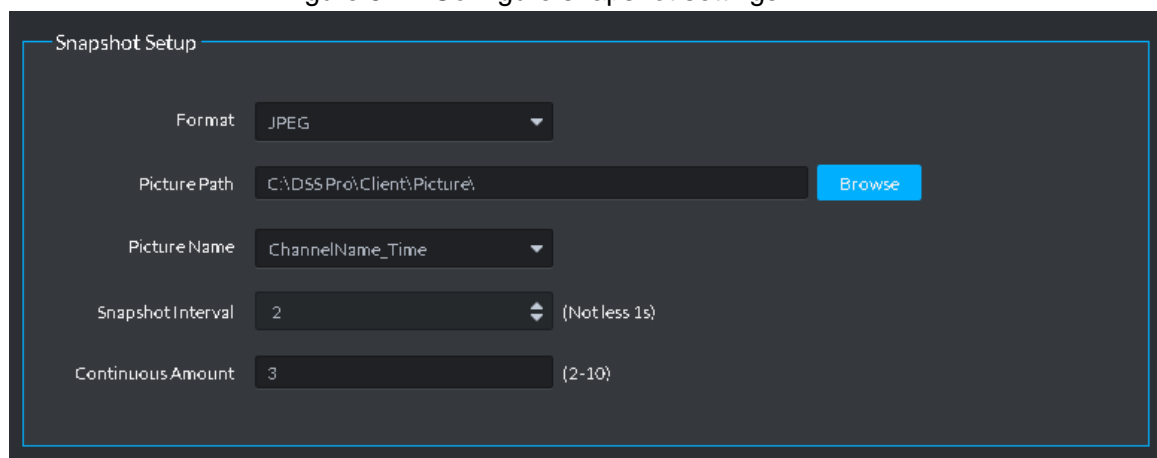 Snapshot Setup
Format JPEG
Picture Path C:\DSS Pro\Client\Picture\ Browse
Picture Name ChannelName_Time
Snapshot Interval 2 (Not less 1s)
Continuous Amount 3 (2-10)